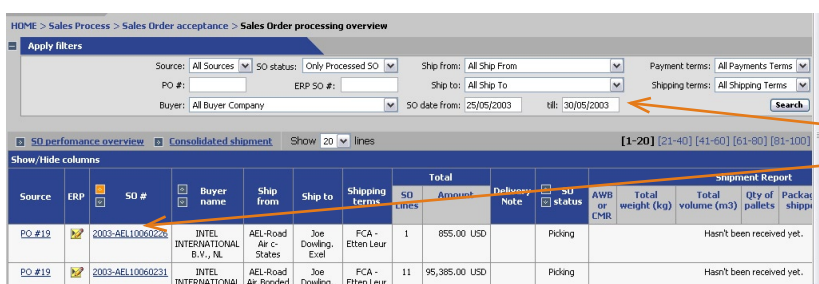 HOME > Sales Process > Sales Order acceptance > Sales Order processing overview
Apply filters
Source: All Sources SO status: Only Processed SO Ship from: All Ship From Payment terms: All Payments Terms
PO #: ERP SO #: Ship to: All Ship To Shipping terms: All Shipping Terms
Buyer: All Buyer Company SO date from: 25/05/2003 till: 30/05/2003 Search
SO perfomance overview Consolidated shipment Show 20 lines [1-20] [21-40] [41-60] [61-80] [81-100]
Show/Hide columns
Source ERP SO # Buyer name Ship from Ship to Shipping terms Total SO Lines Amount Delivery Note SO status Shipment Report AWB or CMR Total weight (kg) Total volume (m3) Qty of pallets
PO #19 2003-AEL10060226 INTEL INTERNATIONAL B.V., NL AEL-Road Air c-States Joe Dowling. Exel FCA - Etten Leur 1 855.00 USD Picking Hasn't been received yet.
PO #19 2003-AEL10060231 INTEL INTERNATIONAL AEL-Road Air Bonded Joe Dowling. FCA - Etten Leur 11 95,385.00 USD Picking Hasn't been received yet.